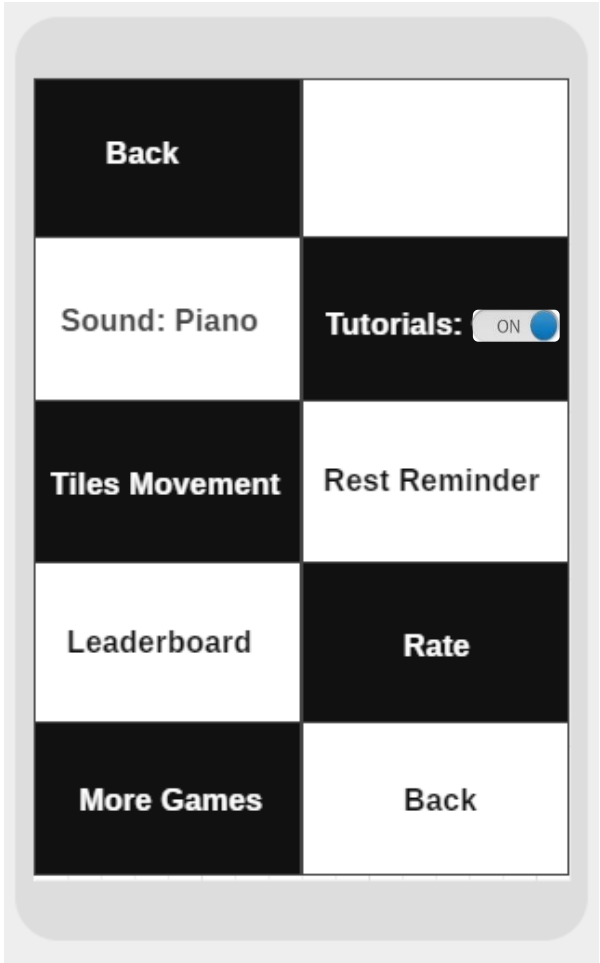 Back
Sound: Piano
Tutorials: ON
Tiles Movement
Rest Reminder
Leaderboard
Rate
More Games
Back